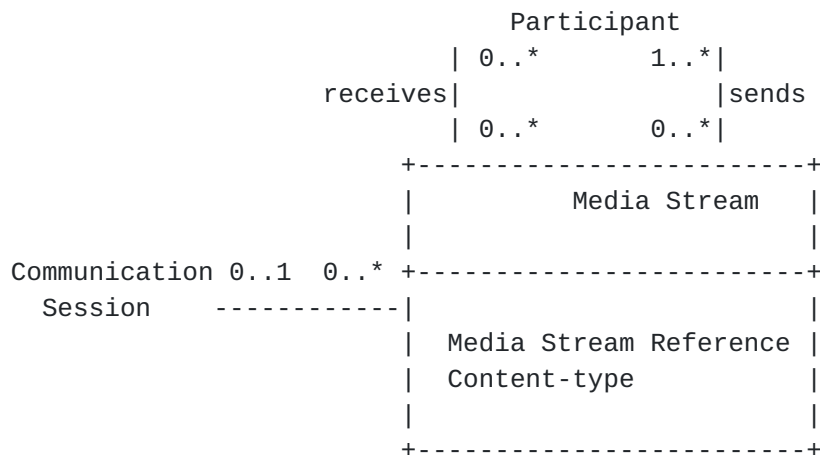 Participant
| 0..* 1..*|
receives| |sends
| 0..* 0..*|
+-------------------------+
| Media Stream |
| |
Communication 0..1 0..* +-------------------------+
Session ------------| |
| Media Stream Reference |
| Content-type |
| |
+-------------------------+